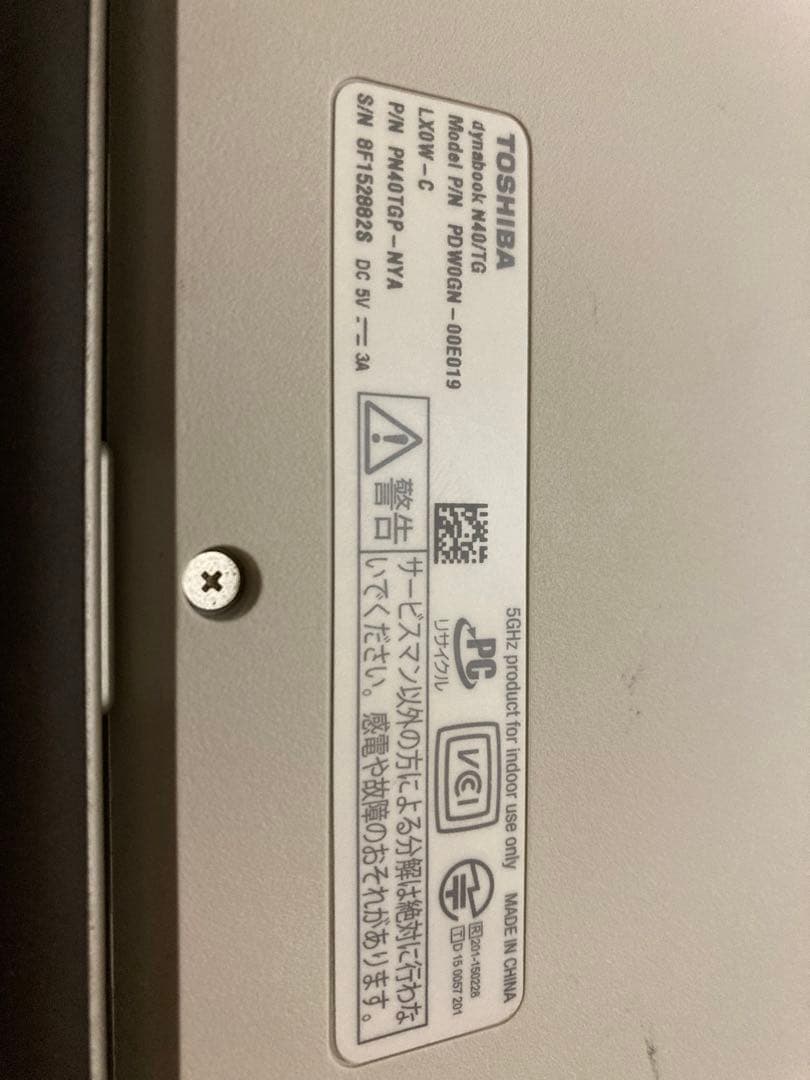 TOSHIBA
dynabook N40/TG
Model P/N PDW0GN-00E019
LX0W-C
P/N PN40TGP-NYA
S/N 8F152882S DC 5V ⎓ 3A
5GHz product for indoor use only MADE IN CHINA
PC
リサイクル
VCCI
R 201-150228
T D 15 0057 201
警告
サービスマン以外の方による分解は絶対に行わな
いでください。感電や故障のおそれがあります。